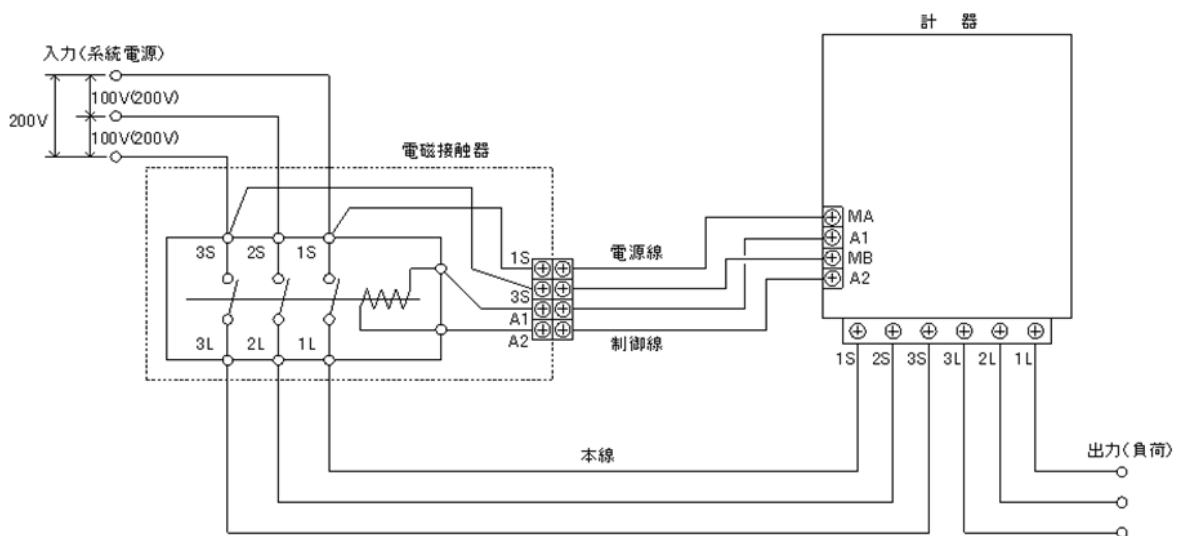 計 器
入力(系統電源)
100V(200V)
200V
100V(200V)
電磁接触器
MA
A1
MB
A2
3S 2S 1S
1S
電源線
3S
A1
A2
制御線
3L 2L 1L
1S 2S 3S 3L 2L 1L
本線
出力(負荷)